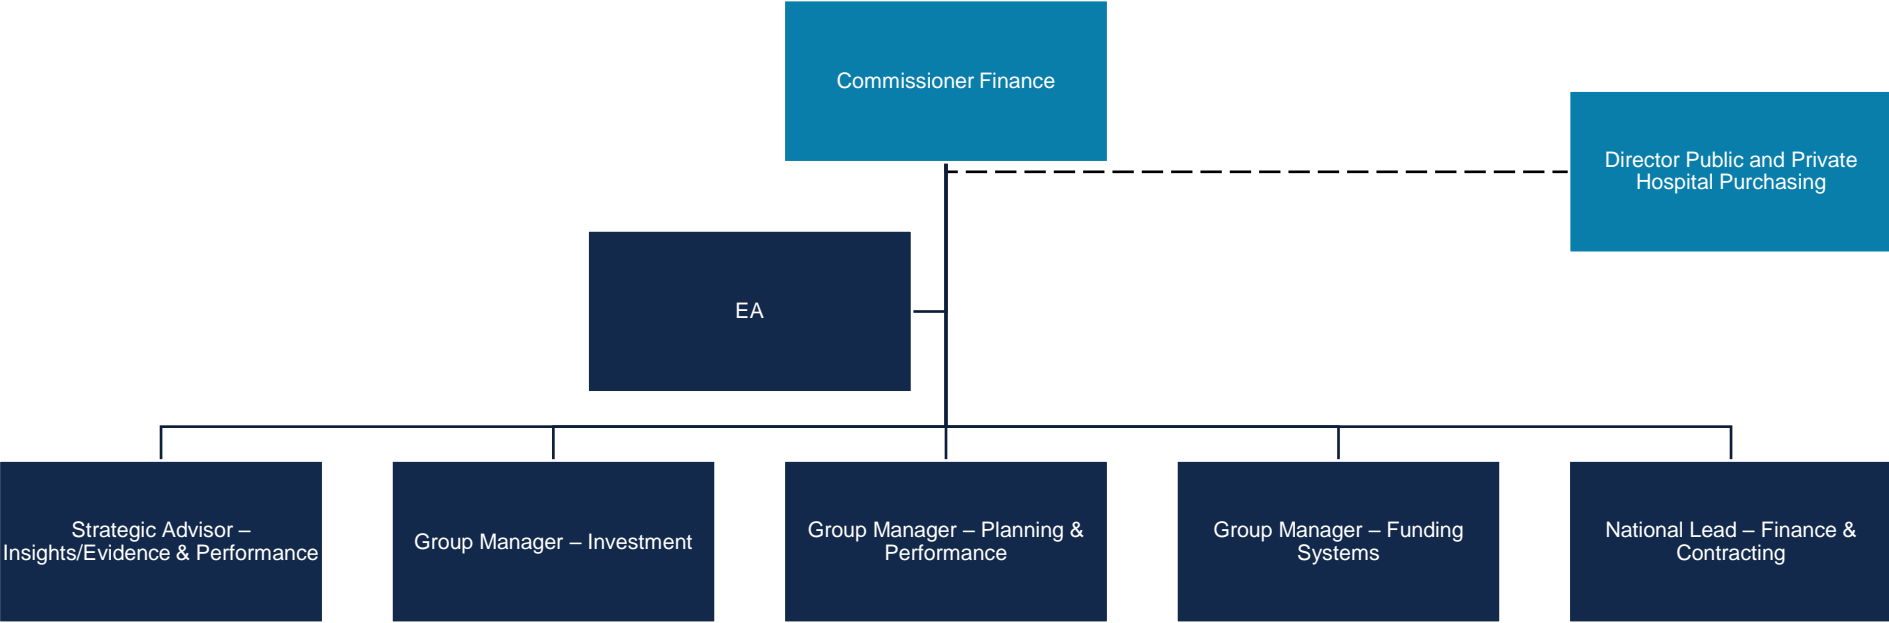 Commissioner Finance
Director Public and Private
Hospital Purchasing
EA
Strategic Advisor –
Insights/Evidence & Performance
Group Manager – Investment
Group Manager – Planning &
Performance
Group Manager – Funding
Systems
National Lead – Finance &
Contracting